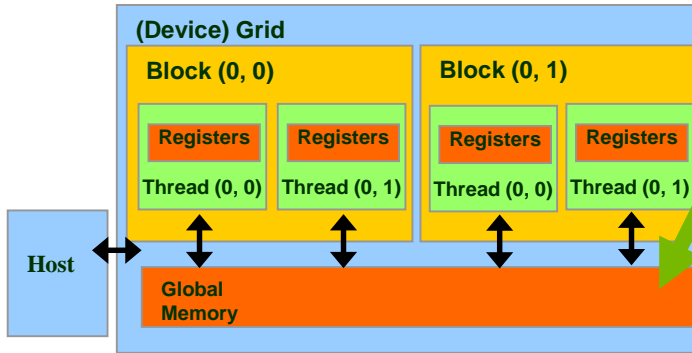 (Device) Grid
Block (0, 0)
Block (0, 1)
Registers
Registers
Registers
Registers
Thread (0, 0)
Thread (0, 1)
Thread (0, 0)
Thread (0, 1)
Host
Global
Memory